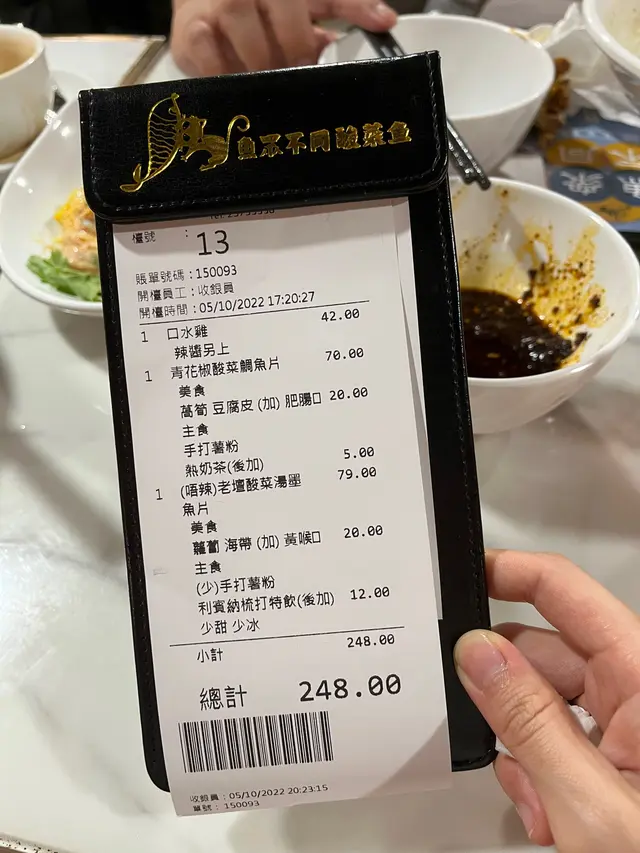 魚不不同酸菜魚
檯號 : 13
賬單號碼 : 150093
開檯員工 : 收銀員
開檯時間 : 05/10/2022 17:20:27
1 口水雞 42.00
辣醬另上
1 青花椒酸菜鯛魚片 70.00
美食
萵筍 豆腐皮 (加) 肥腸口 20.00
主食
手打薯粉
熱奶茶(後加) 5.00
1 (唔辣)老壇酸菜湯 79.00
魚片
美食
蘿蔔 海帶 (加) 黃喉口 20.00
主食
(少)手打薯粉
利賓納梳打特飲(後加) 12.00
少甜 少冰
小計 248.00
總計 248.00
收銀員 : 05/10/2022 20:23:15
單號 : 150093